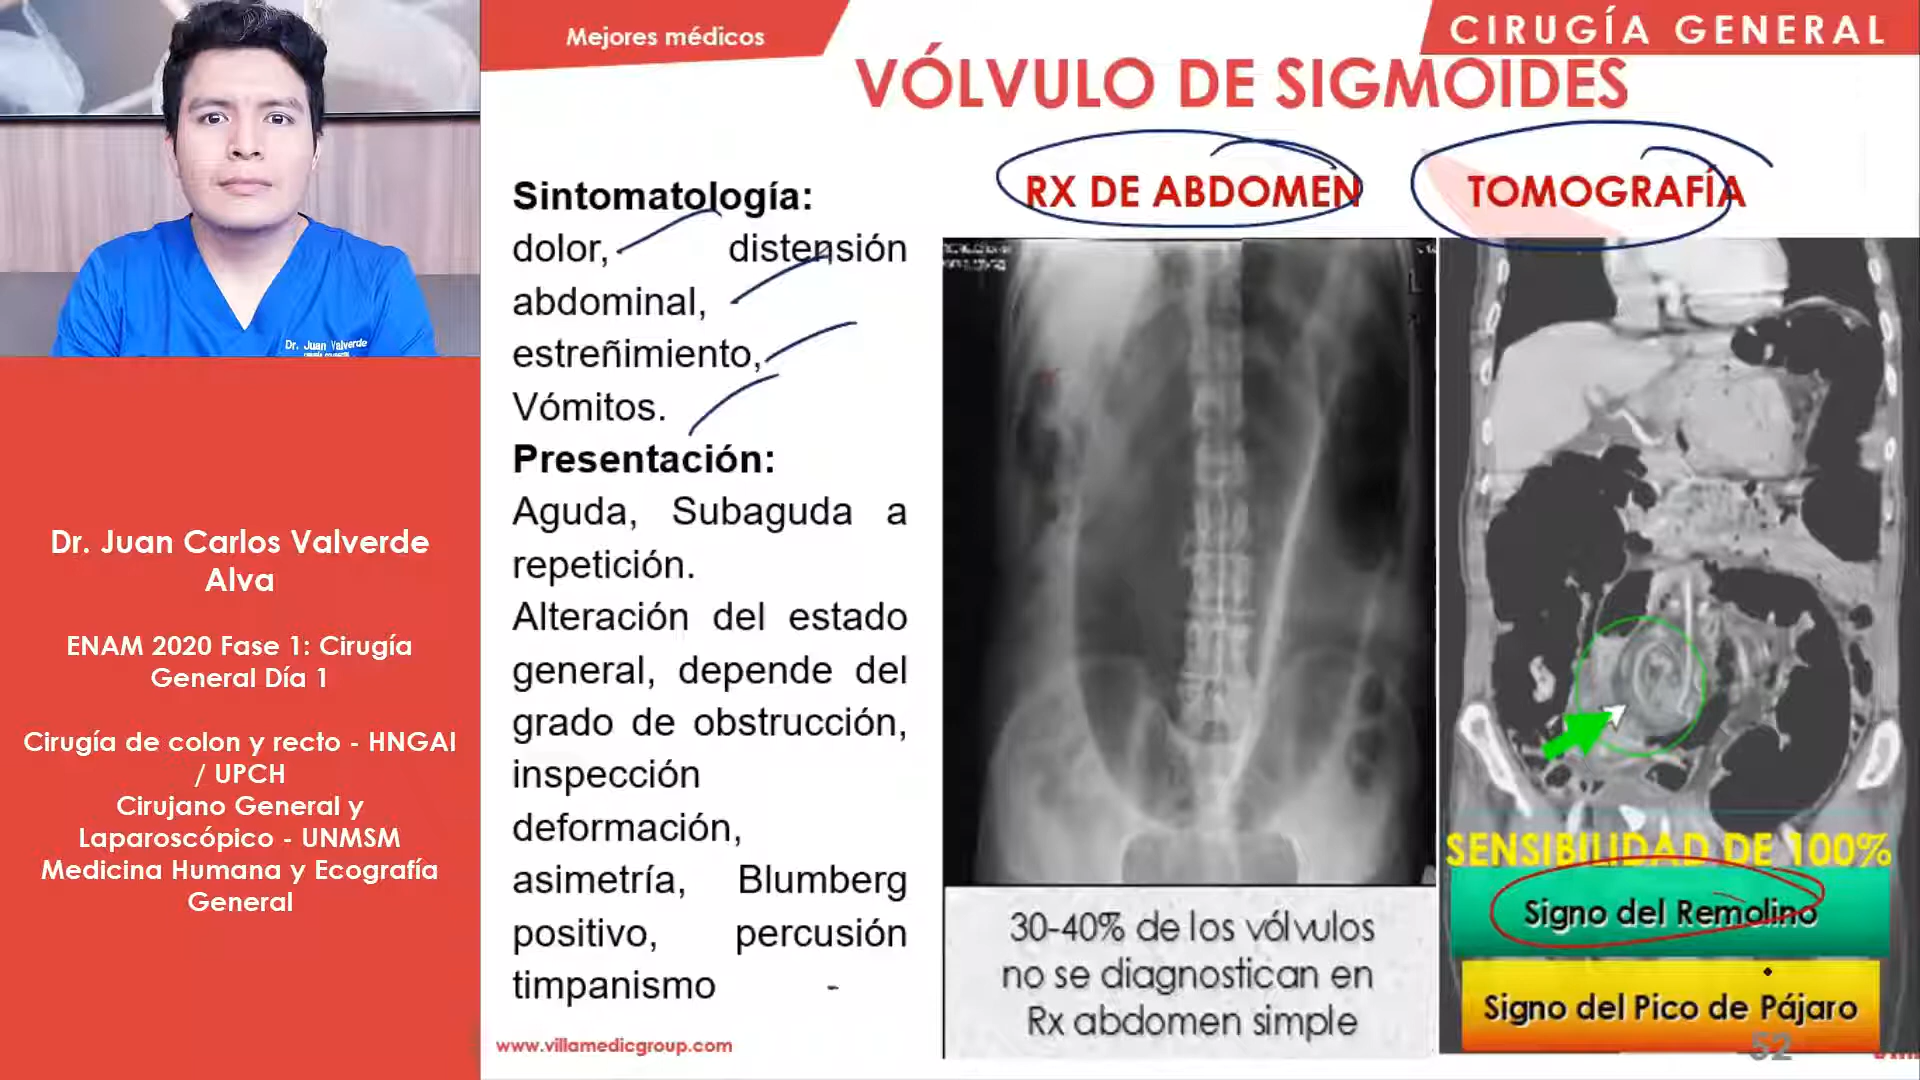 Mejores médicos
CIRUGÍA GENERAL
VÓLVULO DE SIGMOIDES
Dr. Juan Valverde
Dr. Juan Carlos Valverde
Alva
ENAM 2020 Fase 1: Cirugía
General Día 1
Cirugía de colon y recto - HNGAI
/ UPCH
Cirujano General y
Laparoscópico - UNMSM
Medicina Humana y Ecografía
General
Sintomatología:
dolor, distensión
abdominal,
estreñimiento,
Vómitos.
Presentación:
Aguda, Subaguda a
repetición.
Alteración del estado
general, depende del
grado de obstrucción,
inspección
deformación,
asimetría, Blumberg
positivo, percusión
timpanismo -
www.villamedicgroup.com
RX DE ABDOMEN
30-40% de los vólvulos
no se diagnostican en
Rx abdomen simple
TOMOGRAFÍA
SENSIBILIDAD DE 100%
Signo del Remolino
Signo del Pico de Pájaro
52